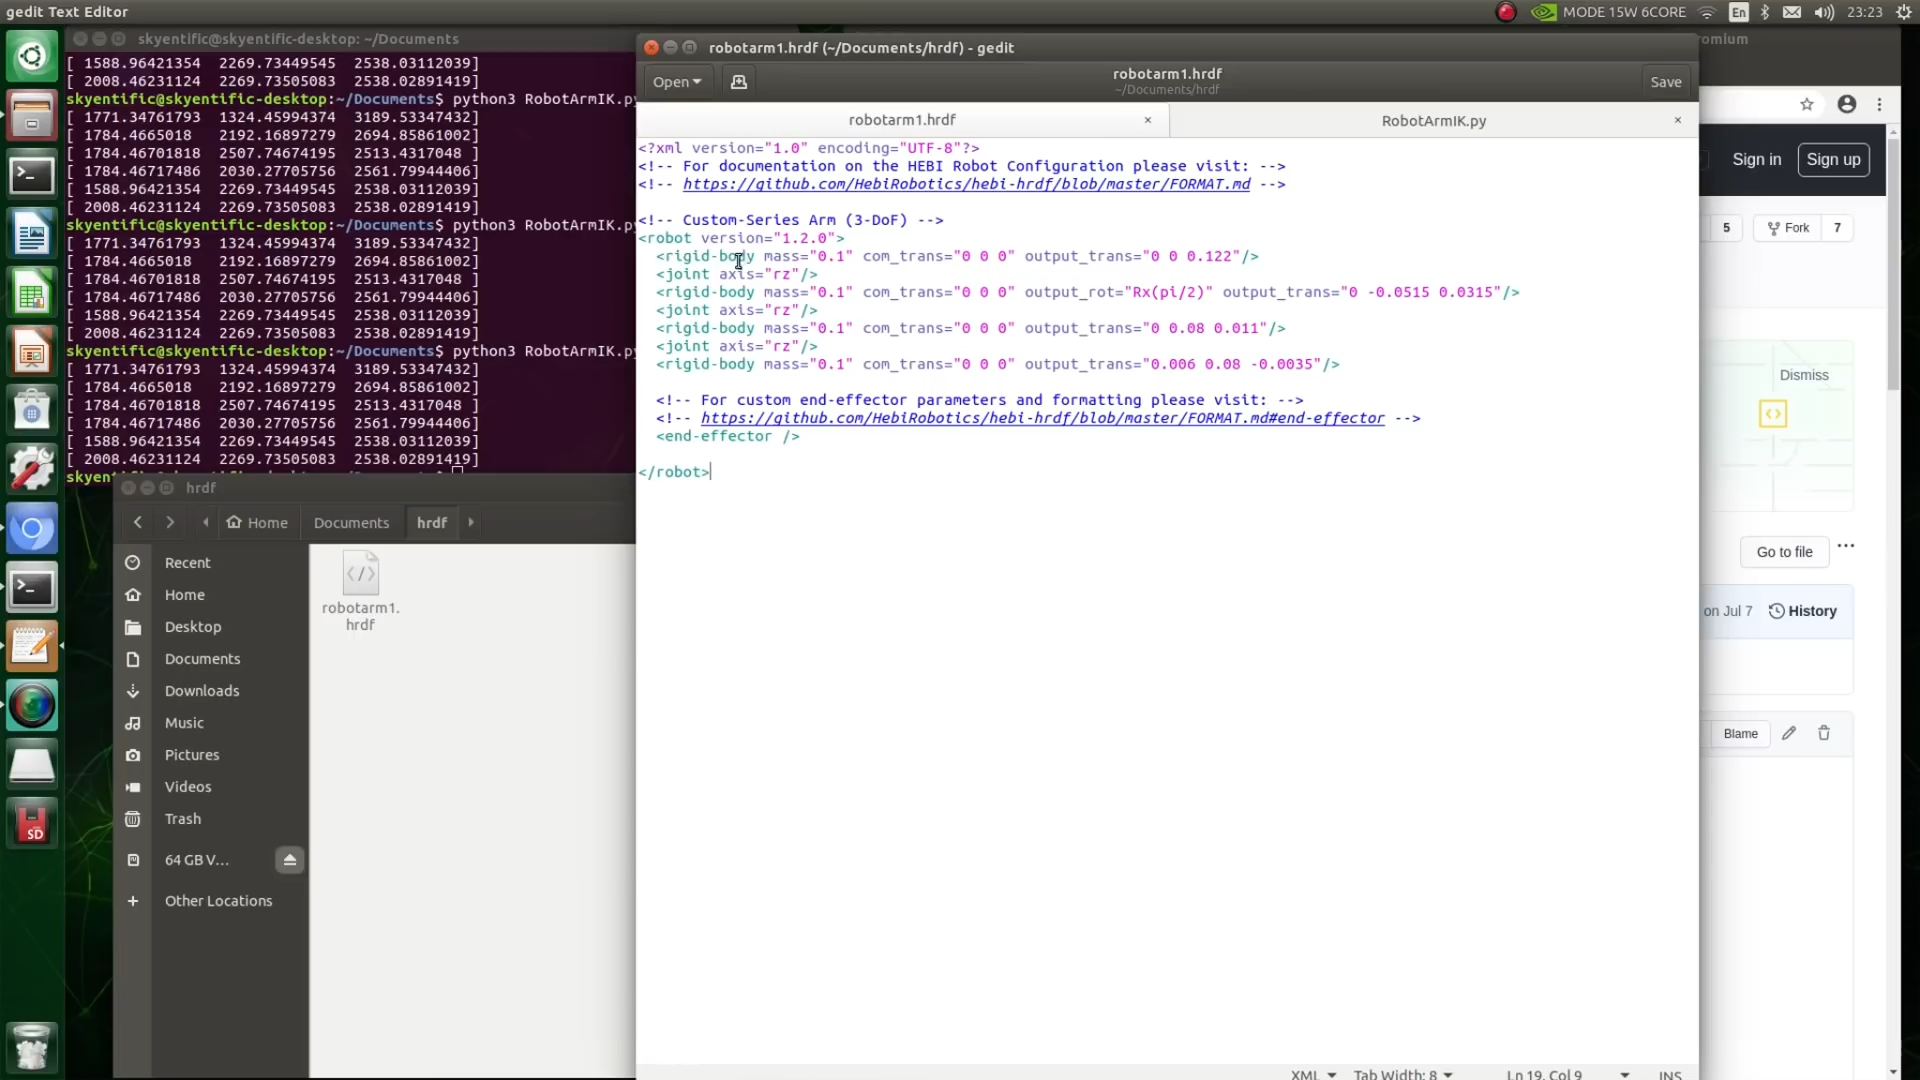 gedit Text Editor
MODE 15W 6CORE
En
23:23
skyentific@skyentific-desktop: ~/Documents
[ 1588.96421354  2269.73449545  2538.03112039]
[ 2008.46231124  2269.73505083  2538.02891419]
skyentific@skyentific-desktop:~/Documents$ python3 RobotArmIK.py
[ 1771.34761793  1324.45994374  3189.53347432]
[ 1784.4665018   2192.16897279  2694.85861002]
[ 1784.46701818  2507.74674195  2513.4317048 ]
[ 1784.46717486  2030.27705756  2561.79944406]
[ 1588.96421354  2269.73449545  2538.03112039]
[ 2008.46231124  2269.73505083  2538.02891419]
skyentific@skyentific-desktop:~/Documents$ python3 RobotArmIK.py
[ 1771.34761793  1324.45994374  3189.53347432]
[ 1784.4665018   2192.16897279  2694.85861002]
[ 1784.46701818  2507.74674195  2513.4317048 ]
[ 1784.46717486  2030.27705756  2561.79944406]
[ 1588.96421354  2269.73449545  2538.03112039]
[ 2008.46231124  2269.73505083  2538.02891419]
skyentific@skyentific-desktop:~/Documents$ python3 RobotArmIK.py
[ 1771.34761793  1324.45994374  3189.53347432]
[ 1784.4665018   2192.16897279  2694.85861002]
[ 1784.46701818  2507.74674195  2513.4317048 ]
[ 1784.46717486  2030.27705756  2561.79944406]
[ 1588.96421354  2269.73449545  2538.03112039]
[ 2008.46231124  2269.73505083  2538.02891419]
skyen
hrdf
Home
Documents
hrdf
Recent
Home
Desktop
Documents
Downloads
Music
Pictures
Videos
Trash
64 GB V...
Other Locations
robotarm1.
hrdf
SD
robotarm1.hrdf (~/Documents/hrdf) - gedit
Open
robotarm1.hrdf
~/Documents/hrdf
Save
robotarm1.hrdf
RobotArmIK.py
<?xml version="1.0" encoding="UTF-8"?>
<!-- For documentation on the HEBI Robot Configuration please visit: -->
<!-- https://github.com/HebiRobotics/hebi-hrdf/blob/master/FORMAT.md -->
<!-- Custom-Series Arm (3-DoF) -->
<robot version="1.2.0">
<rigid-body mass="0.1" com_trans="0 0 0" output_trans="0 0 0.122"/>
<joint axis="rz"/>
<rigid-body mass="0.1" com_trans="0 0 0" output_rot="Rx(pi/2)" output_trans="0 -0.0515 0.0315"/>
<joint axis="rz"/>
<rigid-body mass="0.1" com_trans="0 0 0" output_trans="0 0.08 0.011"/>
<joint axis="rz"/>
<rigid-body mass="0.1" com_trans="0 0 0" output_trans="0.006 0.08 -0.0035"/>
<!-- For custom end-effector parameters and formatting please visit: -->
<!-- https://github.com/HebiRobotics/hebi-hrdf/blob/master/FORMAT.md#end-effector -->
<end-effector />
</robot>
XML
Tab Width: 8
Ln 19, Col 9
INS
romium
Sign in
Sign up
5
Fork
7
Dismiss
Go to file
on Jul 7
History
Blame